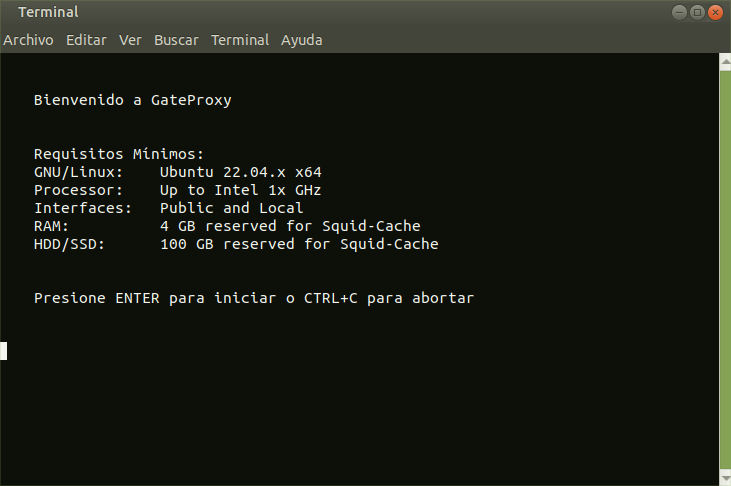 Terminal
Archivo Editar Ver Buscar Terminal Ayuda
Bienvenido a GateProxy
Requisitos Mínimos:
GNU/Linux: Ubuntu 22.04.x x64
Processor: Up to Intel 1x GHz
Interfaces: Public and Local
RAM: 4 GB reserved for Squid-Cache
HDD/SSD: 100 GB reserved for Squid-Cache
Presione ENTER para iniciar o CTRL+C para abortar